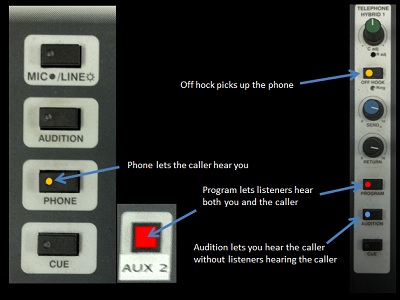 TELEPHONE
HYBRID 1
MIC●/LINE☼
OFF HOOK
Ring
Off hock picks up the phone
AUDITION
SEND
Phone lets the caller hear you
RETURN
PHONE
Program lets listeners hear
both you and the caller
PROGRAM
AUDITION
Audition lets you hear the caller
without listeners hearing the caller
CUE
AUX 2
CUE